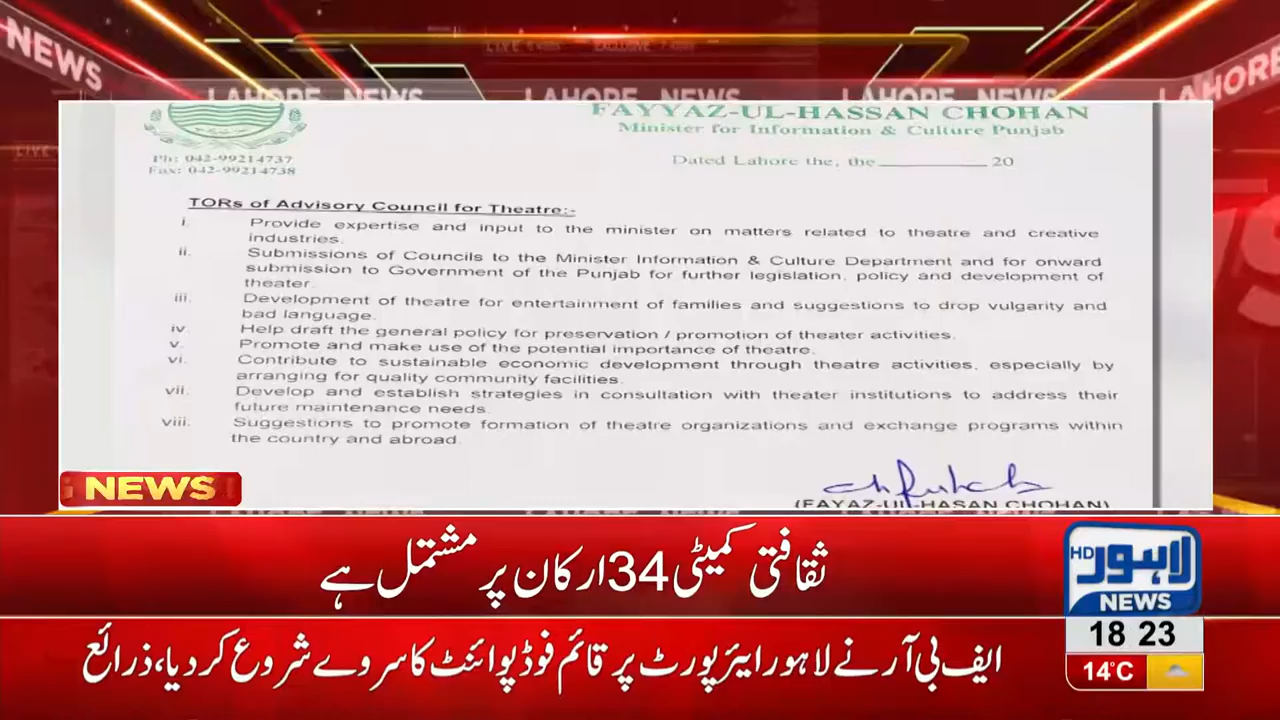 NEWS
LIVE
EXCLUSIVE
LAHORE NEWS
LAHORE NEWS
LAHORE
LIVE
FAYYAZ-UL-HASSAN CHOHAN
Minister for Information & Culture Punjab
Ph: 042-99214737
Fax: 042-99214738
Dated Lahore the, the____________ 20
TORs of Advisory Council for Theatre:-
i. Provide expertise and input to the minister on matters related to theatre and creative
industries.
ii. Submissions of Councils to the Minister Information & Culture Department and for onward
submission to Government of the Punjab for further legislation, policy and development of
theater.
iii. Development of theatre for entertainment of families and suggestions to drop vulgarity and
bad language.
iv. Help draft the general policy for preservation / promotion of theater activities.
v. Promote and make use of the potential importance of theatre.
vi. Contribute to sustainable economic development through theatre activities, especially by
arranging for quality community facilities.
vii. Develop and establish strategies in consultation with theater institutions to address their
future maintenance needs.
viii. Suggestions to promote formation of theatre organizations and exchange programs within
the country and abroad.
(FAYAZ-UL-HASAN CHOHAN)
NEWS
ثقافتی کمیٹی 34 ارکان پر مشتمل ہے
HD لاہور
NEWS
18 23
ایف بی آر نے لاہور ایئرپورٹ پر قائم فوڈ پوائنٹ کا سروے شروع کر دیا، ذرائع
14°C